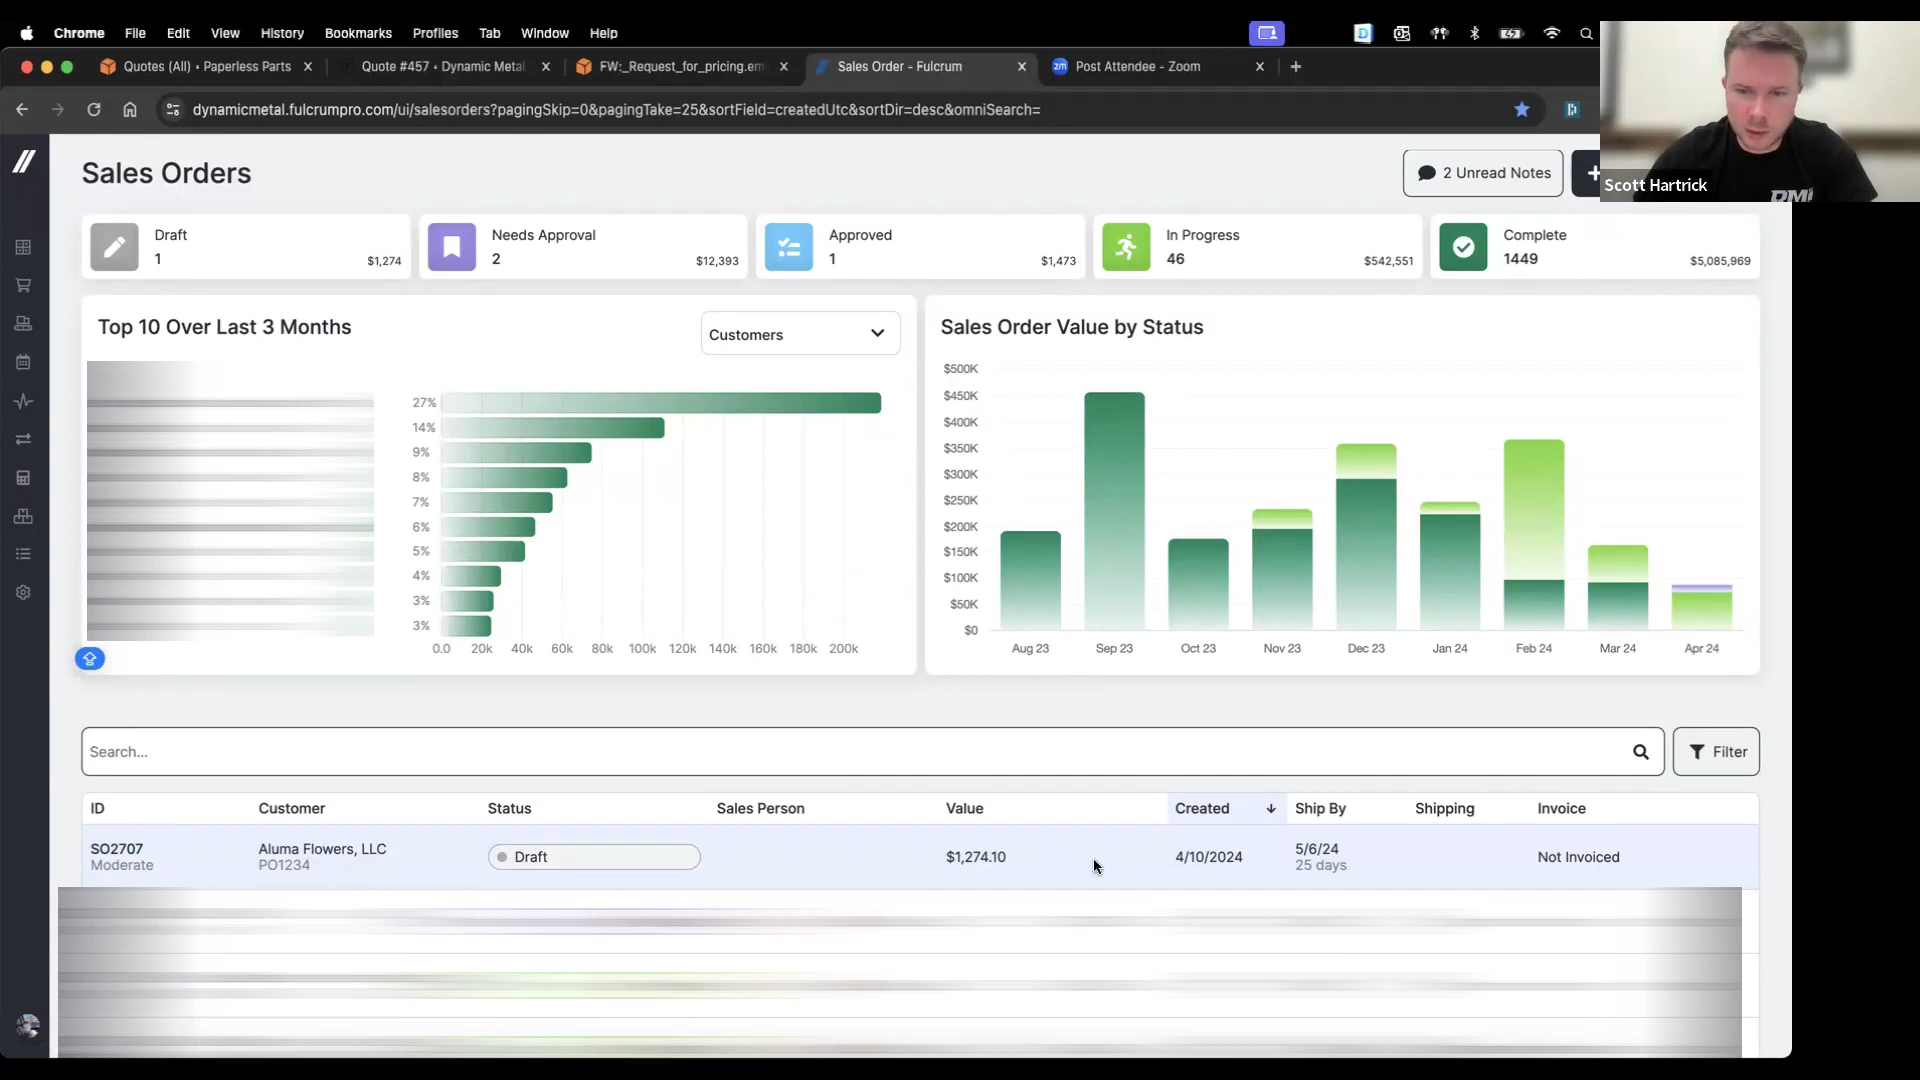 Chrome File Edit View History Bookmarks Profiles Tab Window Help
Quotes (All) • Paperless Parts
Quote #457 • Dynamic Metal
FW:_Request_for_pricing.em
Sales Order - Fulcrum
zm Post Attendee - Zoom
dynamicmetal.fulcrumpro.com/ui/salesorders?pagingSkip=0&pagingTake=25&sortField=createdUtc&sortDir=desc&omniSearch=
Scott Hartrick
Sales Orders
2 Unread Notes
Draft
1
$1,274
Needs Approval
2
$12,393
Approved
1
$1,473
In Progress
46
$542,551
Complete
1449
$5,085,969
Top 10 Over Last 3 Months
Customers
27%
14%
9%
8%
7%
6%
5%
4%
3%
3%
0.0 20k 40k 60k 80k 100k 120k 140k 160k 180k 200k
Sales Order Value by Status
$500K
$450K
$400K
$350K
$300K
$250K
$200K
$150K
$100K
$50K
$0
Aug 23 Sep 23 Oct 23 Nov 23 Dec 23 Jan 24 Feb 24 Mar 24 Apr 24
Search...
Filter
ID Customer Status Sales Person Value Created Ship By Shipping Invoice
SO2707 Aluma Flowers, LLC Draft $1,274.10 4/10/2024 5/6/24 Not Invoiced
Moderate PO1234 25 days